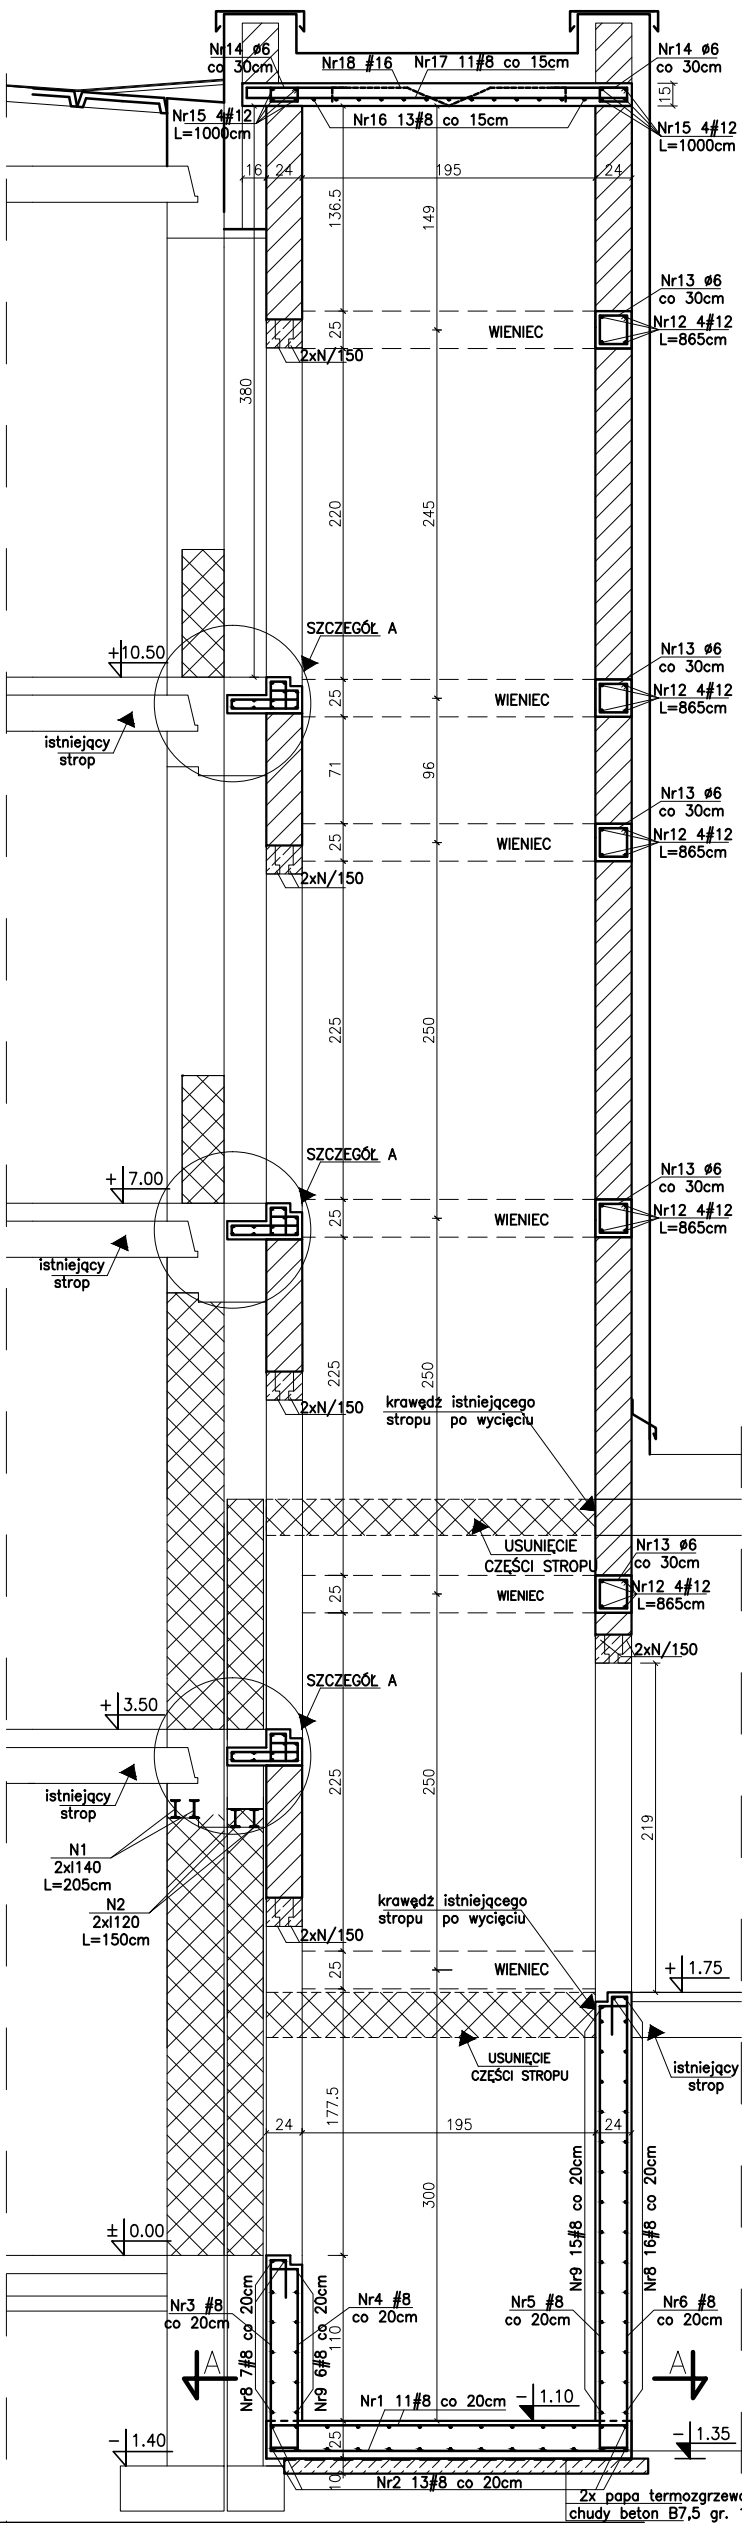 Nr14 ø6
co 30cm
Nr18 #16
Nr17 11#8 co 15cm
Nr14 ø6
co 30cm
15
Nr15 4#12
L=1000cm
Nr16 13#8 co 15cm
Nr15 4#12
L=1000cm
16
24
195
24
136.5
149
Nr13 ø6
co 30cm
25
WIENIEC
Nr12 4#12
L=865cm
2xN/150
380
220
245
SZCZEGÓŁ A
+10.50
Nr13 ø6
co 30cm
25
WIENIEC
Nr12 4#12
L=865cm
istniejący
strop
71
96
Nr13 ø6
co 30cm
25
WIENIEC
Nr12 4#12
L=865cm
2xN/150
225
250
SZCZEGÓŁ A
+ 7.00
Nr13 ø6
co 30cm
25
WIENIEC
Nr12 4#12
L=865cm
istniejący
strop
225
250
krawędź istniejącego
stropu po wycięciu
2xN/150
USUNIĘCIE
CZĘŚCI STROPU
Nr13 ø6
co 30cm
25
WIENIEC
Nr12 4#12
L=865cm
2xN/150
SZCZEGÓŁ A
+ 3.50
istniejący
strop
225
250
219
N1
2xI140
L=205cm
N2
2xI120
L=150cm
krawędź istniejącego
stropu po wycięciu
2xN/150
25
WIENIEC
+ 1.75
USUNIĘCIE
CZĘŚCI STROPU
istniejący
strop
177.5
24
195
24
300
± 0.00
Nr9 15#8 co 20cm
Nr8 16#8 co 20cm
Nr3 #8
co 20cm
Nr8 7#8 co 20cm
Nr9 6#8 co 20cm
Nr4 #8
co 20cm
Nr5 #8
co 20cm
Nr6 #8
co 20cm
110
A
A
Nr1 11#8 co 20cm
- 1.10
- 1.40
25
- 1.35
10
Nr2 13#8 co 20cm
2x papa termozgrzewa
chudy beton B7,5 gr.